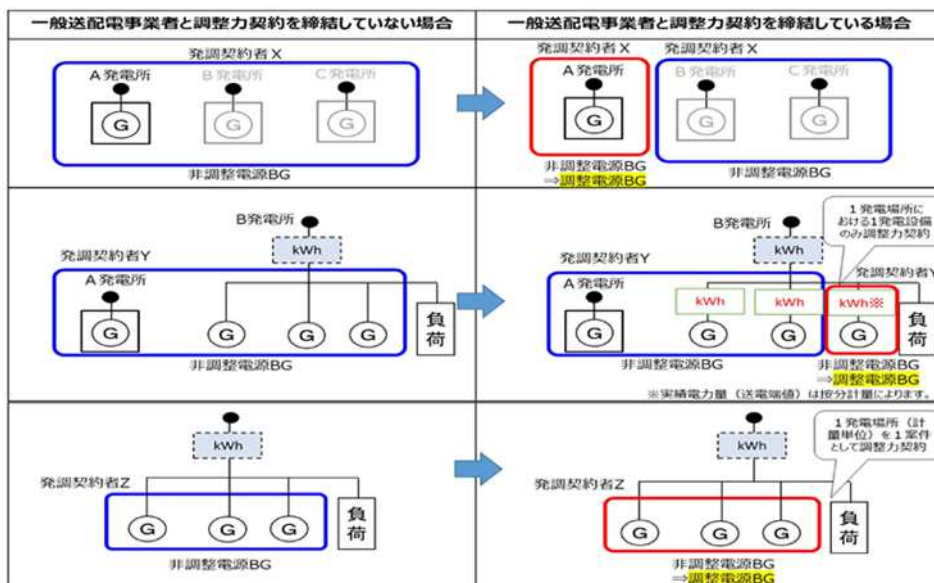 一般送配電事業者と調整力契約を締結していない場合
一般送配電事業者と調整力契約を締結している場合
発調契約者X
A発電所
B発電所
C発電所
G
G
G
非調整電源BG
発調契約者X
発調契約者X
A発電所
B発電所
C発電所
G
G
G
非調整電源BG
⇒調整電源BG
非調整電源BG
B発電所
kWh
発調契約者Y
A発電所
G
G
G
G
負荷
非調整電源BG
B発電所
kWh
1発電場所に
おける1発電設備
のみ調整力契約
発調契約者Y
発調契約者Y
A発電所
kWh
kWh
kWh※
G
G
G
G
負荷
非調整電源BG
非調整電源BG
⇒調整電源BG
※実績電力量（送電端値）は按分計量によります。
kWh
発調契約者Z
G
G
G
負荷
非調整電源BG
kWh
1発電場所（計
量単位）を1案件
として調整力契約
発調契約者Z
G
G
G
負荷
非調整電源BG
⇒調整電源BG